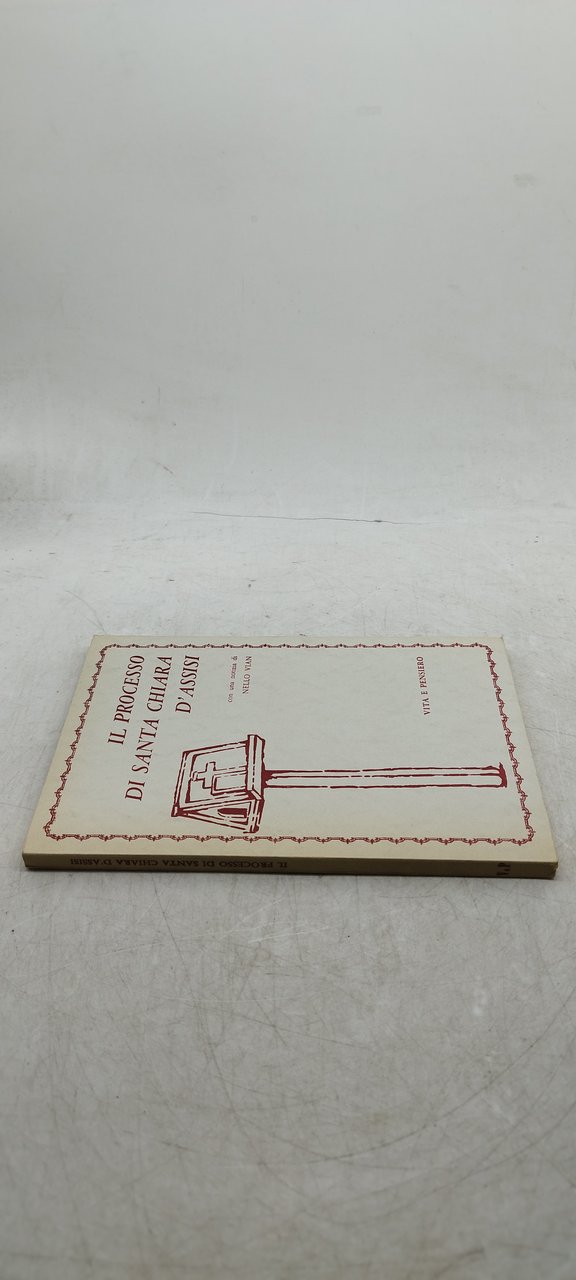 IL PROCESSO
DI SANTA CHIARA
D'ASSISI
con una notizia di
NELLO VIAN
VITA E PENSIERO
IL PROCESSO DI SANTA CHIARA D'ASSISI